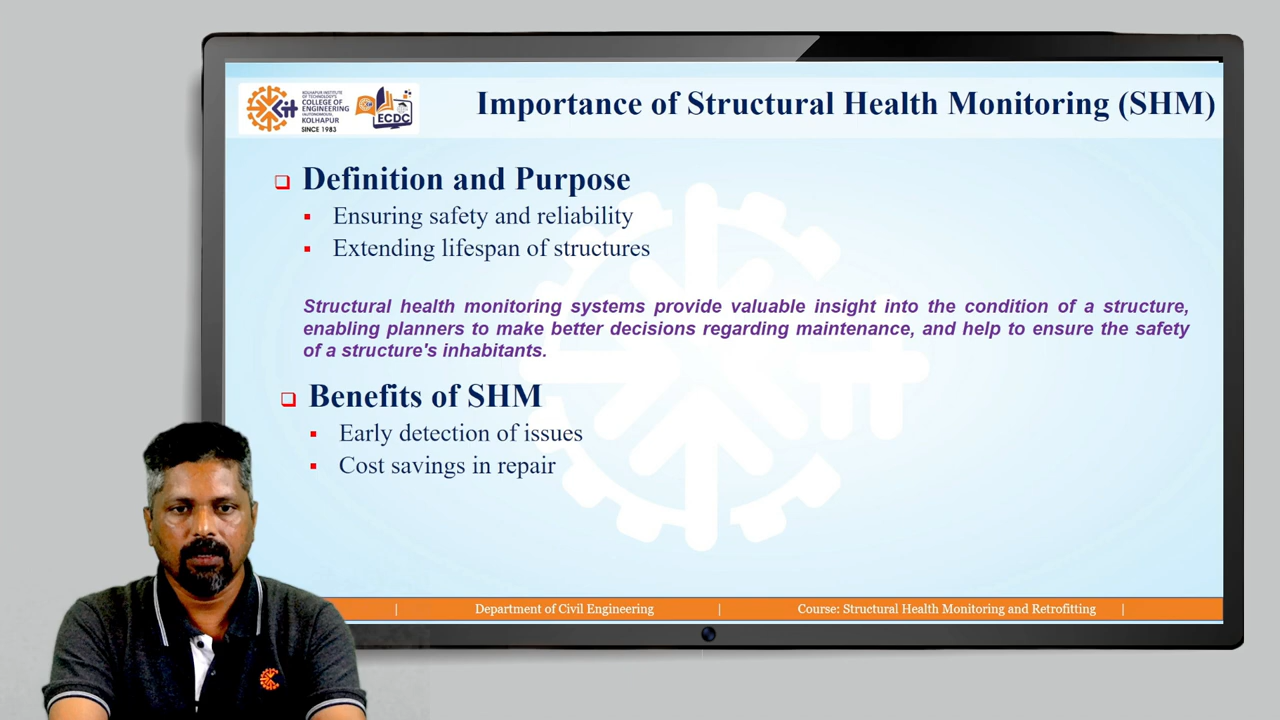 KOLHAPUR INSTITUTE
OF TECHNOLOGY'S
COLLEGE OF
ENGINEERING
(AUTONOMOUS),
KOLHAPUR
SINCE 1983
ECDC
Importance of Structural Health Monitoring (SHM)
Definition and Purpose
Ensuring safety and reliability
Extending lifespan of structures
Structural health monitoring systems provide valuable insight into the condition of a structure,
enabling planners to make better decisions regarding maintenance, and help to ensure the safety
of a structure's inhabitants.
Benefits of SHM
Early detection of issues
Cost savings in repair
| Department of Civil Engineering | Course: Structural Health Monitoring and Retrofitting |